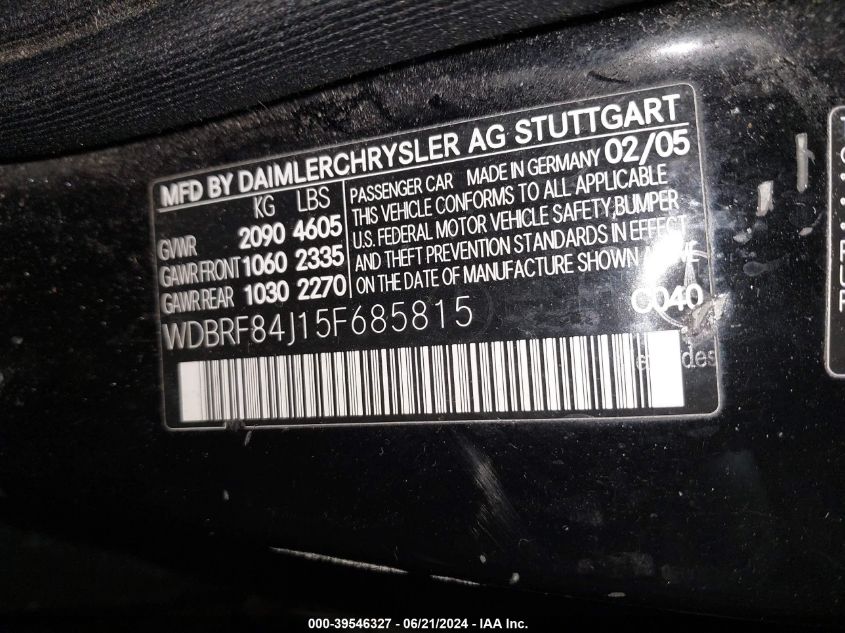 MFD BY DAIMLERCHRYSLER AG STUTTGART
KG LBS
GVWR 2090 4605
GAWR FRONT 1060 2335
GAWR REAR 1030 2270
PASSENGER CAR MADE IN GERMANY 02/05
THIS VEHICLE CONFORMS TO ALL APPLICABLE
U.S. FEDERAL MOTOR VEHICLE SAFETY, BUMPER
AND THEFT PREVENTION STANDARDS IN EFFECT
ON THE DATE OF MANUFACTURE SHOWN
C040
WDBRF84J15F685815
000-39546327 - 06/21/2024 - IAA Inc.